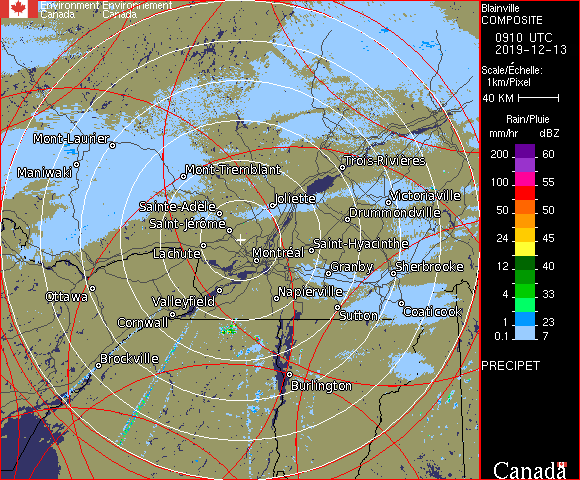 Environment Environnement
Canada Canada
Blainville
COMPOSITE
0910 UTC
2019-12-13
Scale/Échelle:
1km/Pixel
40 KM
Rain/Pluie
mm/hr dBZ
200 60
57
100 55
50 50
45
24 40
12 39
4 33
1 23
0.1 7
PRECIPET
Canada
Mont-Laurier
Maniwaki
Mont-Tremblant
Trois-Rivières
Sainte-Adèle
Joliette
Victoriaville
Saint-Jérôme
Drummondville
Lachute
Montréal
Saint-Hyacinthe
Granby
Sherbrooke
Ottawa
Valleyfield
Napierville
Cornwall
Sutton
Coaticook
Brockville
Burlington